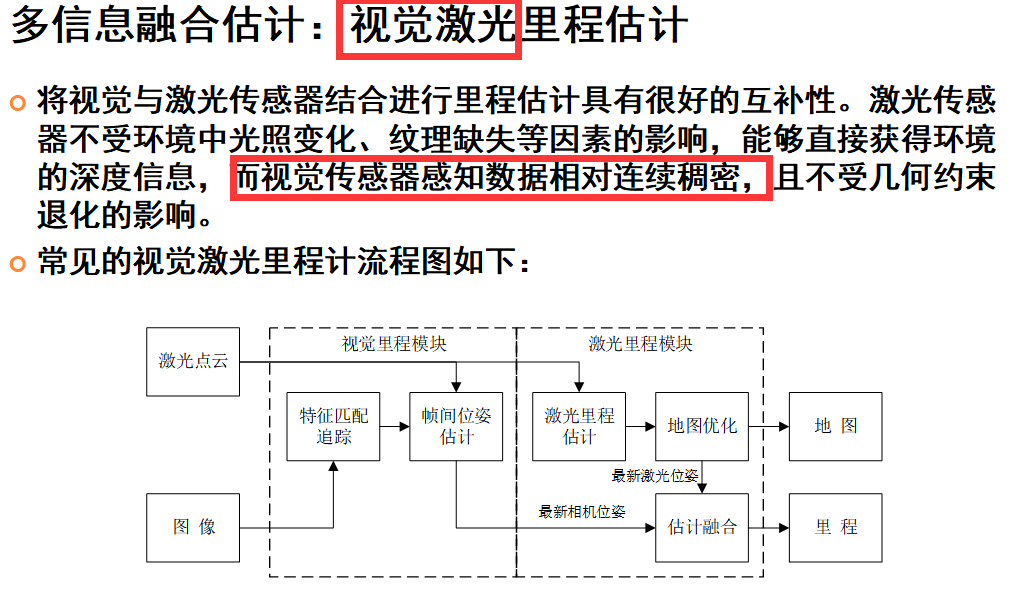 多信息融合估计：视觉激光里程估计
将视觉与激光传感器结合进行里程估计具有很好的互补性。激光传感
器不受环境中光照变化、纹理缺失等因素的影响，能够直接获得环境
的深度信息，而视觉传感器感知数据相对连续稠密，且不受几何约束
退化的影响。
常见的视觉激光里程计流程图如下：
视觉里程模块
激光里程模块
激光点云
特征匹配
追踪
帧间位姿
估计
激光里程
估计
地图优化
地 图
最新激光位姿
最新相机位姿
图 像
估计融合
里 程